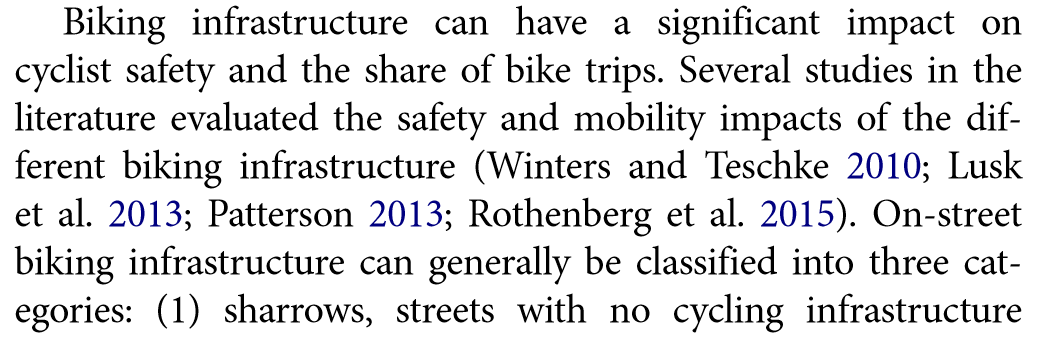 Biking infrastructure can have a significant impact on
cyclist safety and the share of bike trips. Several studies in the
literature evaluated the safety and mobility impacts of the dif-
ferent biking infrastructure (Winters and Teschke 2010; Lusk
et al. 2013; Patterson 2013; Rothenberg et al. 2015). On-street
biking infrastructure can generally be classified into three cat-
egories: (1) sharrows, streets with no cycling infrastructure